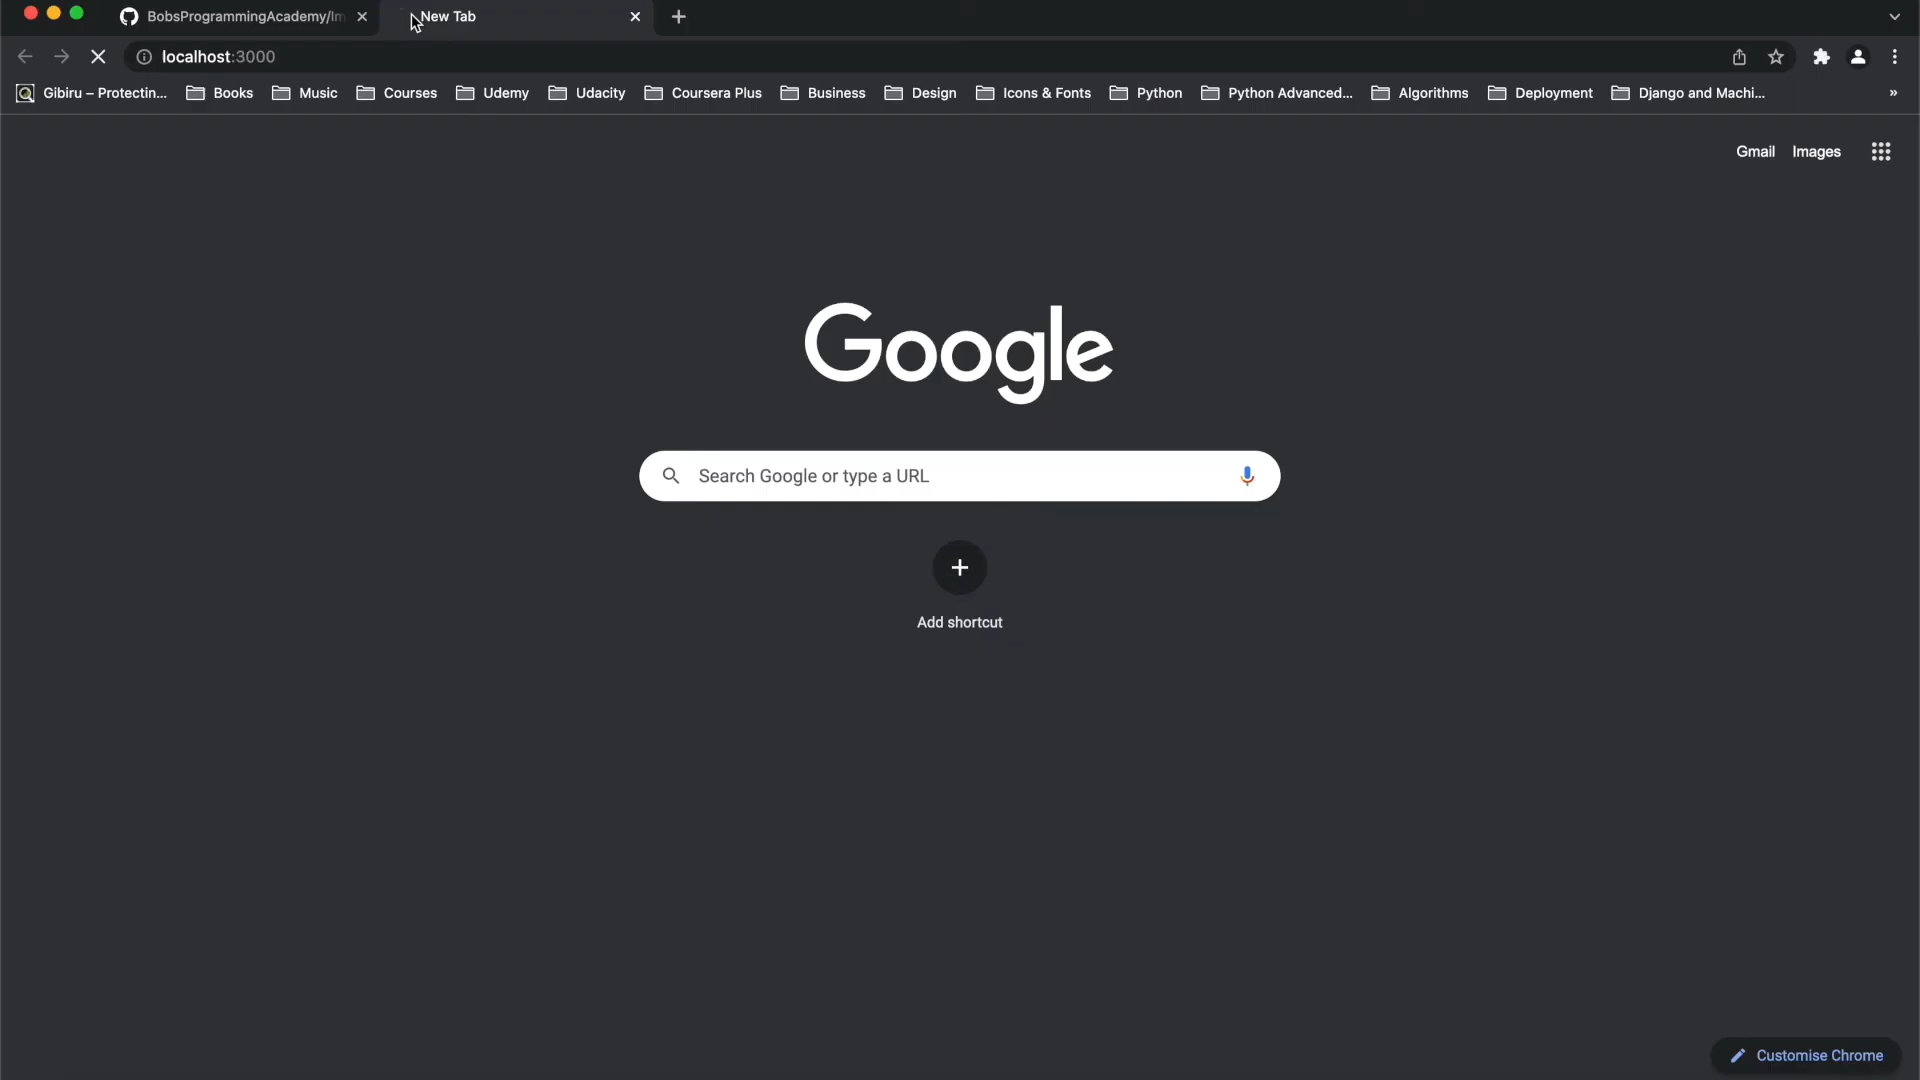 BobsProgrammingAcademy/Im
New Tab
localhost:3000
Gibiru – Protectin... Books Music Courses Udemy Udacity Coursera Plus Business Design Icons & Fonts Python Python Advanced... Algorithms Deployment Django and Machi... »
Gmail Images
Google
Search Google or type a URL
Add shortcut
Customise Chrome